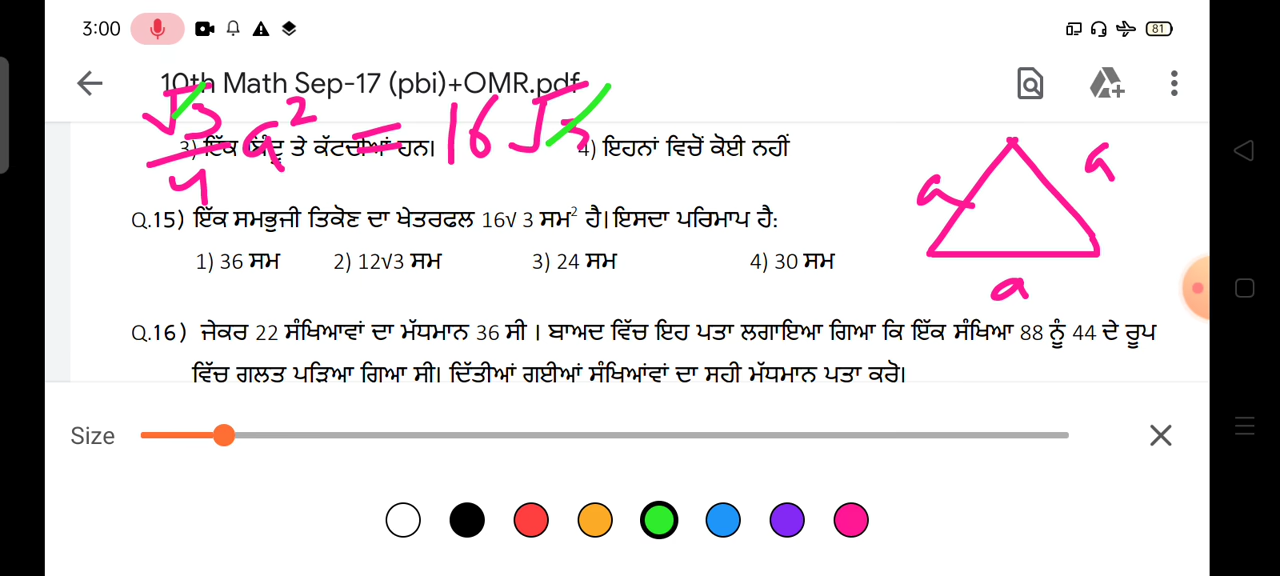 3:00 81
10th Math Sep-17 (pbi)+OMR.pdf
√3/4 a² = 16√3
3) ਇੱਕ ਬਿੰਦੂ ਤੇ ਕੱਟਦੀਆਂ ਹਨ। 4) ਇਹਨਾਂ ਵਿਚੋਂ ਕੋਈ ਨਹੀਂ
a a
Q.15) ਇੱਕ ਸਮਭੁਜੀ ਤਿਕੋਣ ਦਾ ਖੇਤਰਫਲ 16√ 3 ਸਮ² ਹੈ। ਇਸਦਾ ਪਰਿਮਾਪ ਹੈ:
1) 36 ਸਮ 2) 12√3 ਸਮ 3) 24 ਸਮ 4) 30 ਸਮ
a
Q.16) ਜੇਕਰ 22 ਸੰਖਿਆਵਾਂ ਦਾ ਮੱਧਮਾਨ 36 ਸੀ । ਬਾਅਦ ਵਿੱਚ ਇਹ ਪਤਾ ਲਗਾਇਆ ਗਿਆ ਕਿ ਇੱਕ ਸੰਖਿਆ 88 ਨੂੰ 44 ਦੇ ਰੂਪ
ਵਿੱਚ ਗਲਤ ਪੜਿਆ ਗਿਆ ਸੀ। ਦਿੱਤੀਆਂ ਗਈਆਂ ਸੰਖਿਆਂਵਾਂ ਦਾ ਸਹੀ ਮੱਧਮਾਨ ਪਤਾ ਕਰੋ।
Size